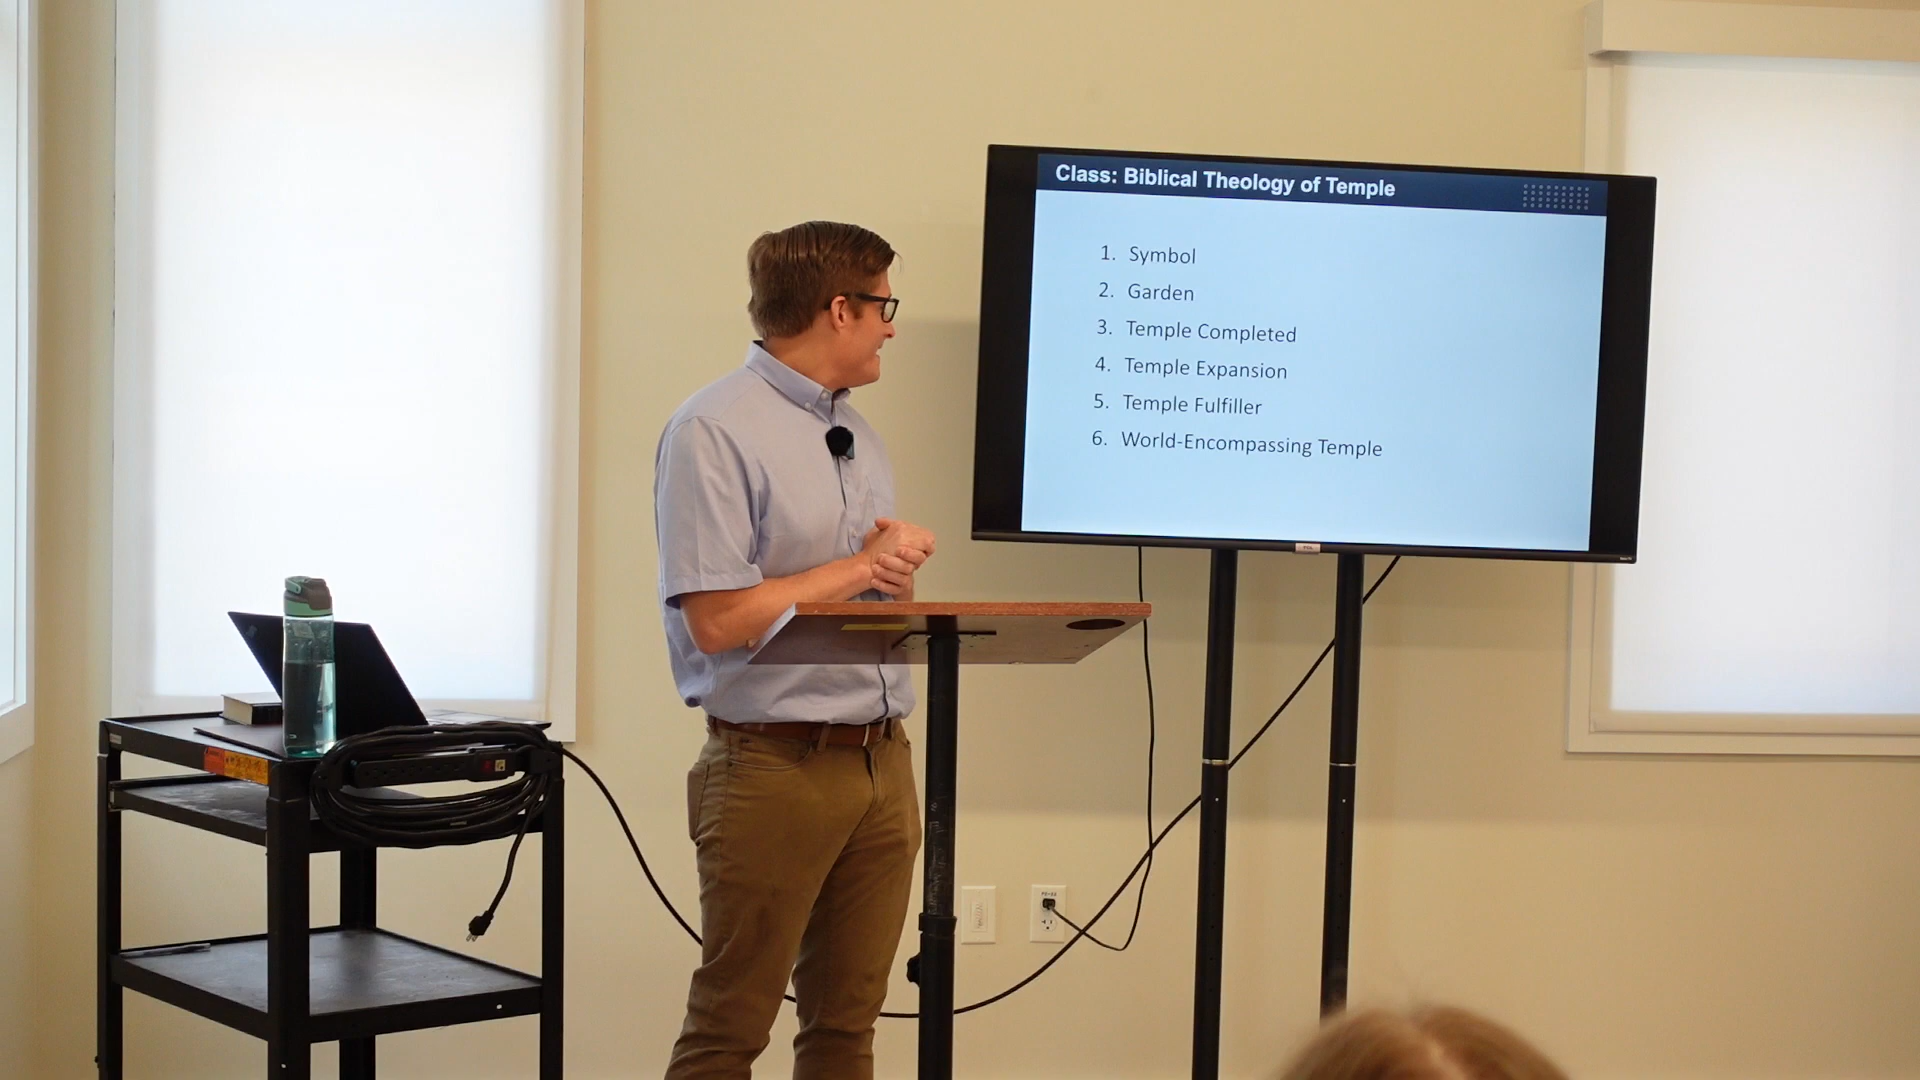 Class: Biblical Theology of Temple
1. Symbol
2. Garden
3. Temple Completed
4. Temple Expansion
5. Temple Fulfiller
6. World-Encompassing Temple
TCL